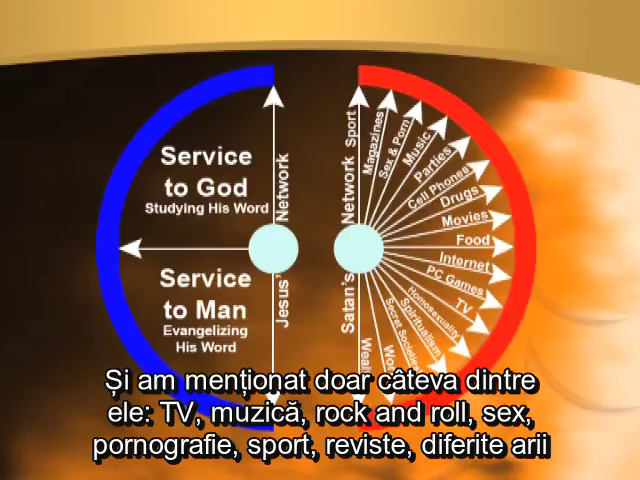 Service
to God
Studying His Word
Service
to Man
Evangelizing
His Word
Jesus'
Network
Satan's
Network
Sport
Magazines
Sex & Porn
Music
Parties
Cell Phones
Drugs
Movies
Food
Internet
PC Games
TV
Homosexuality
Spiritualism
Secret Societies
Și am menționat doar câteva dintre
ele: TV, muzică, rock and roll, sex,
pornografie, sport, reviste, diferite arii